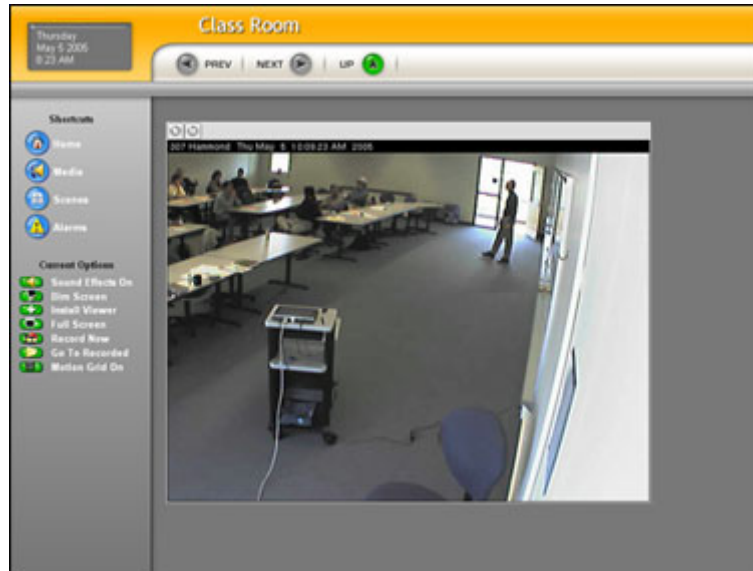 Class Room
Thursday
May 5 2005
8:23 AM
PREV
NEXT
UP
Shortcuts
Home
Media
Scenes
Alarms
307 Hammond Thu May 5 10:09:23 AM 2005
Current Options
Sound Effects On
Dim Screen
Install Viewer
Full Screen
Record Now
Go To Recorded
Motion Grid On